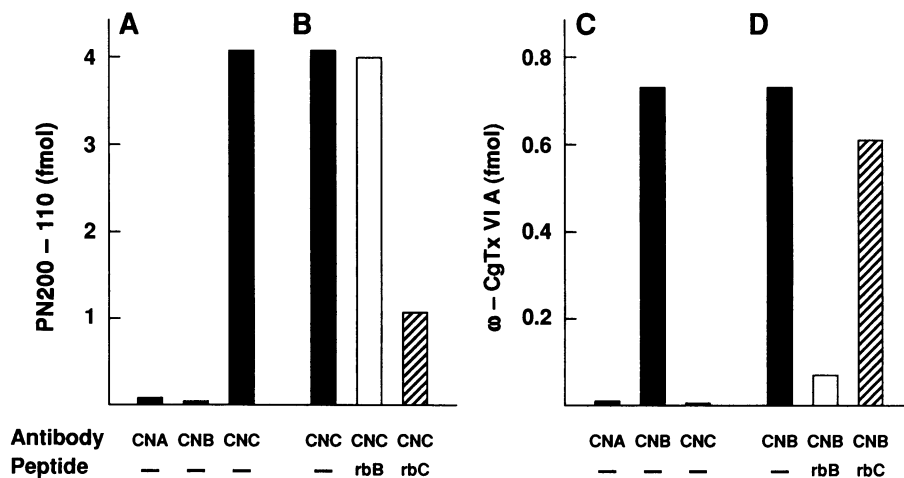 A B C D
4
3
2
1
PN200 – 110 (fmol)
0.8
0.6
0.4
0.2
ω – CgTx VI A (fmol)
Antibody CNA CNB CNC CNC CNC CNC CNA CNB CNC CNB CNB CNB
Peptide – – – – rbB rbC – – – – rbB rbC